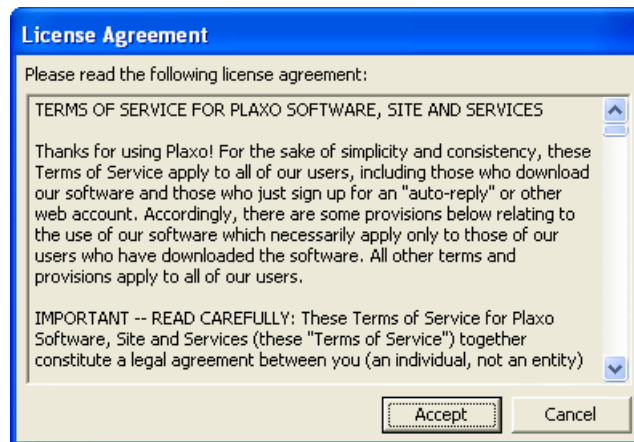 License Agreement
Please read the following license agreement:
TERMS OF SERVICE FOR PLAXO SOFTWARE, SITE AND SERVICES
Thanks for using Plaxo! For the sake of simplicity and consistency, these
Terms of Service apply to all of our users, including those who download
our software and those who just sign up for an "auto-reply" or other
web account. Accordingly, there are some provisions below relating to
the use of our software which necessarily apply only to those of our
users who have downloaded the software. All other terms and
provisions apply to all of our users.
IMPORTANT -- READ CAREFULLY: These Terms of Service for Plaxo
Software, Site and Services (these "Terms of Service") together
constitute a legal agreement between you (an individual, not an entity)
Accept Cancel